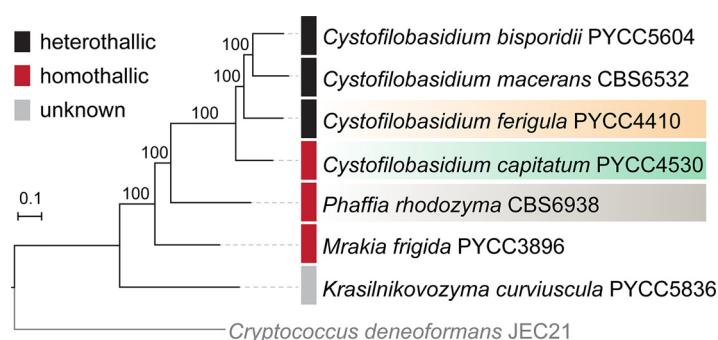 heterothallic
homothallic
unknown
0.1
100
100
100
100
100
Cystofilobasidium bisporidii PYCC5604
Cystofilobasidium macerans CBS6532
Cystofilobasidium ferigula PYCC4410
Cystofilobasidium capitatum PYCC4530
Phaffia rhodozyma CBS6938
Mrakia frigida PYCC3896
Krasilnikovozyma curviuscula PYCC5836
Cryptococcus deneoformans JEC21